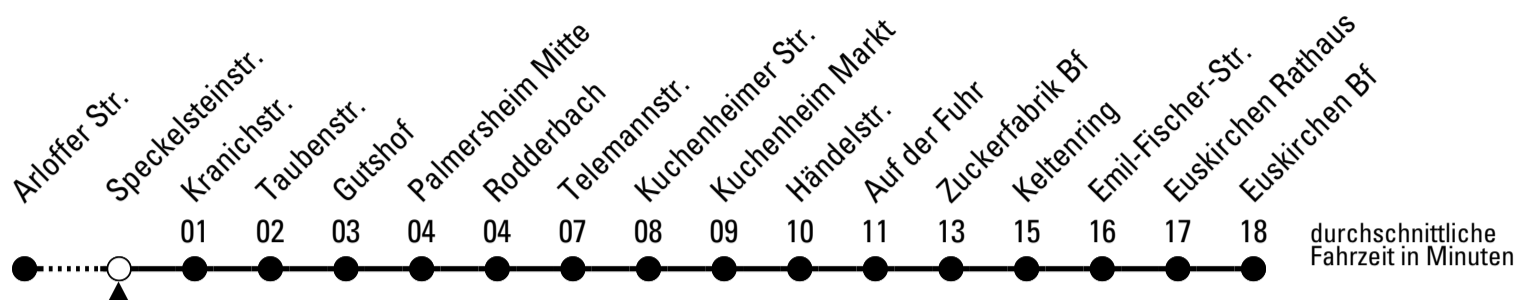 Arloffer Str.
Speckelsteinstr.
Kranichstr.
Taubenstr.
Gutshof
Palmersheim Mitte
Rodderbach
Telemannstr.
Kuchenheimer Str.
Kuchenheim Markt
Händelstr.
Auf der Fuhr
Zuckerfabrik Bf
Keltenring
Emil-Fischer-Str.
Euskirchen Rathaus
Euskirchen Bf
01 02 03 04 04 07 08 09 10 11 13 15 16 17 18
durchschnittliche
Fahrzeit in Minuten